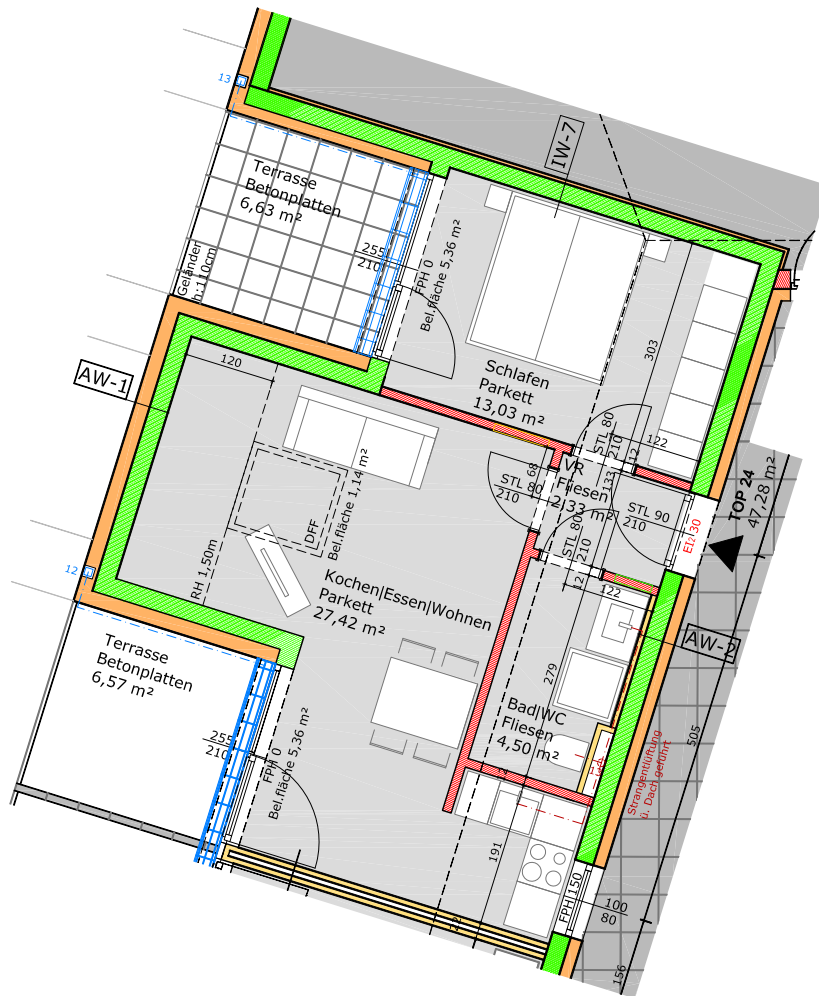 13
Terrasse
Betonplatten
6,63 m²
IW-7
255
210
FPH 0
Bel.fläche 5,36 m²
Geländer
h:110cm
AW-1
120
Schlafen
Parkett
13,03 m²
303
122
STL 80
210
12
VR
Fliesen
2,33 m²
133
68
STL 80
210
STL 90
210
EI₂ 30
TOP 24
47,28 m²
STL 80
210
12
122
DFF
Bel.fläche 1,14 m²
RH 1,50m
Kochen|Essen|Wohnen
Parkett
27,42 m²
12
Terrasse
Betonplatten
6,57 m²
255
210
FPH 0
Bel.fläche 5,36 m²
279
Bad|WC
Fliesen
4,50 m²
AW-2
505
Strangentlüftung
ü. Dach geführt
191
FPH 150
100
80
156